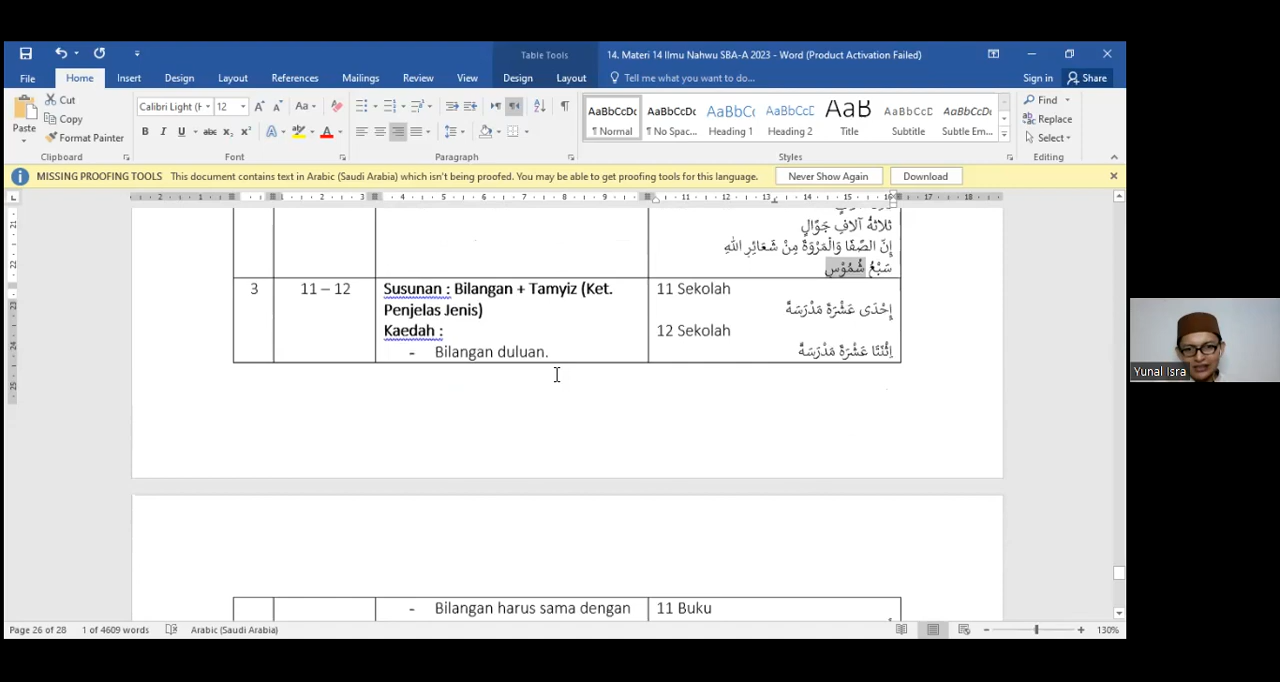 14. Materi 14 Ilmu Nahwu SBA-A 2023 - Word (Product Activation Failed)
Table Tools
File Home Insert Design Layout References Mailings Review View Design Layout Tell me what you want to do... Sign in Share
Paste
Cut
Copy
Format Painter
Clipboard
Calibri Light (H 12
Font
Paragraph
AaBbCcDc AaBbCcDc AaBbCc AaBbCcD AaB AaBbCcD AaBbCcDc
¶ Normal ¶ No Spac... Heading 1 Heading 2 Title Subtitle Subtle Em...
Styles
Find
Replace
Select
Editing
MISSING PROOFING TOOLS This document contains text in Arabic (Saudi Arabia) which isn't being proofed. You may be able to get proofing tools for this language. Never Show Again Download
ثَلاثَةُ آلافِ جَوَّالٍ
إِنَّ الصَّفَا وَالْمَرْوَةَ مِنْ شَعَائِرِ اللهِ
سَبْعُ شُمُوْسٍ
3
11 – 12
Susunan : Bilangan + Tamyiz (Ket.
Penjelas Jenis)
Kaedah :
- Bilangan duluan.
11 Sekolah
إِحْدَى عَشْرَةَ مَدْرَسَةً
12 Sekolah
اِثْنَتَا عَشْرَةَ مَدْرَسَةً
- Bilangan harus sama dengan
11 Buku
Page 26 of 28 1 of 4609 words Arabic (Saudi Arabia) 130%
Yunal Isra